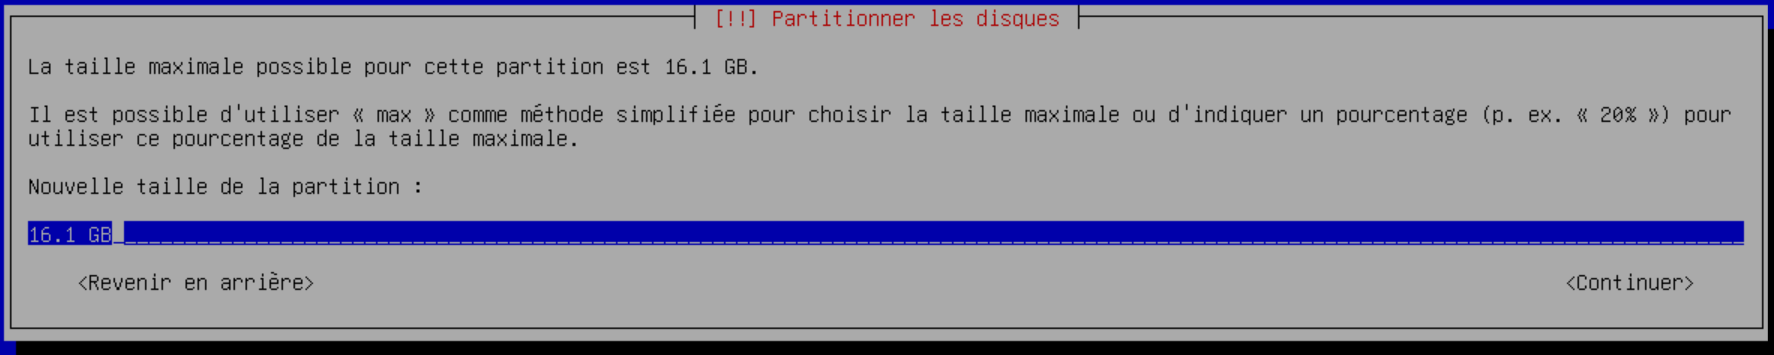 [!!] Partitionner les disques
La taille maximale possible pour cette partition est 16.1 GB.
Il est possible d'utiliser « max » comme méthode simplifiée pour choisir la taille maximale ou d'indiquer un pourcentage (p. ex. « 20% ») pour
utiliser ce pourcentage de la taille maximale.
Nouvelle taille de la partition :
16.1 GB
<Revenir en arrière> <Continuer>